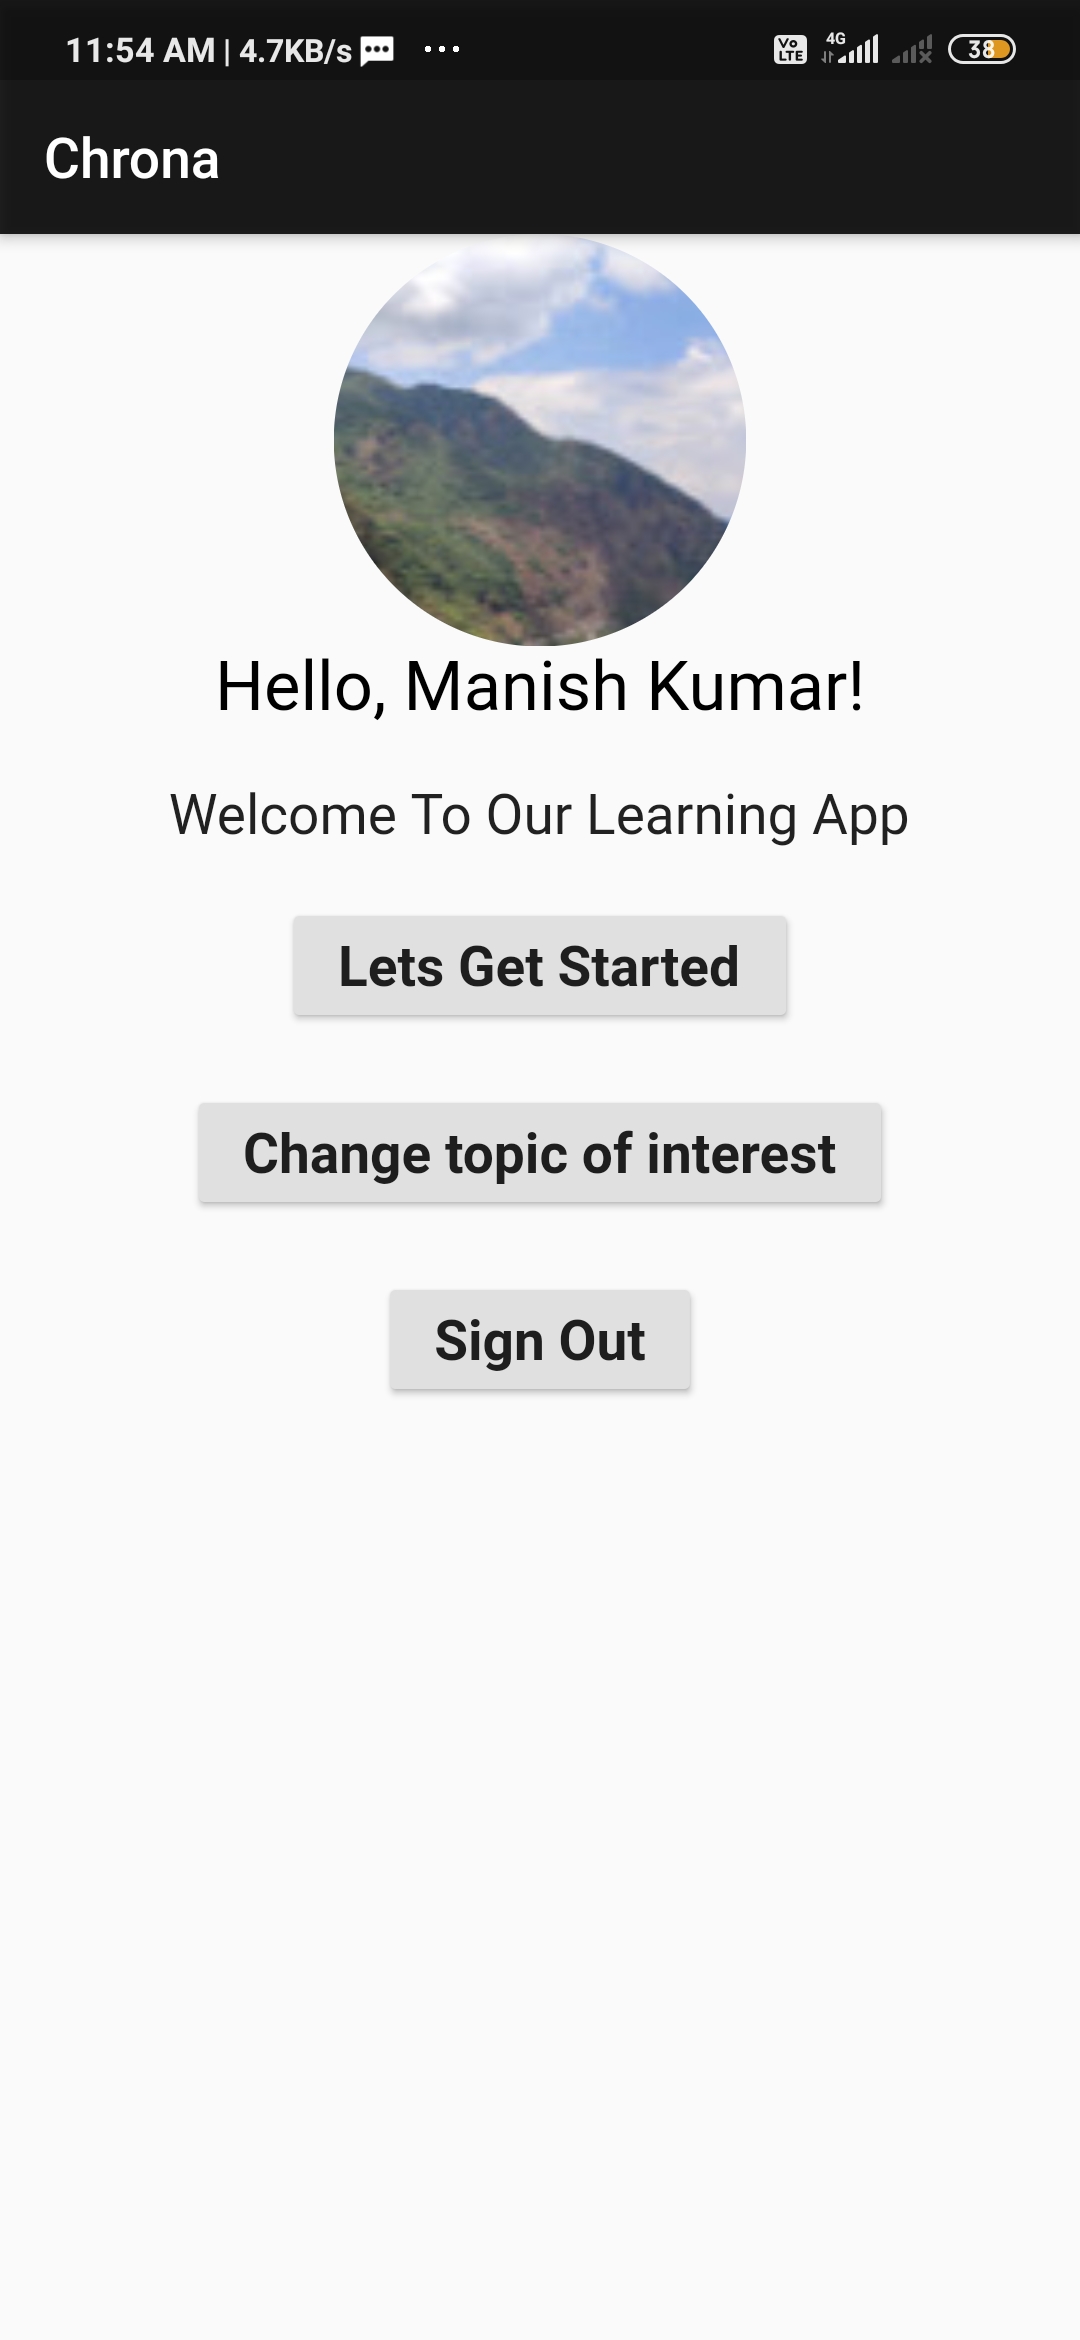 11:54 AM | 4.7KB/s ... Vo LTE 4G 38
Chrona
Hello, Manish Kumar!
Welcome To Our Learning App
Lets Get Started
Change topic of interest
Sign Out